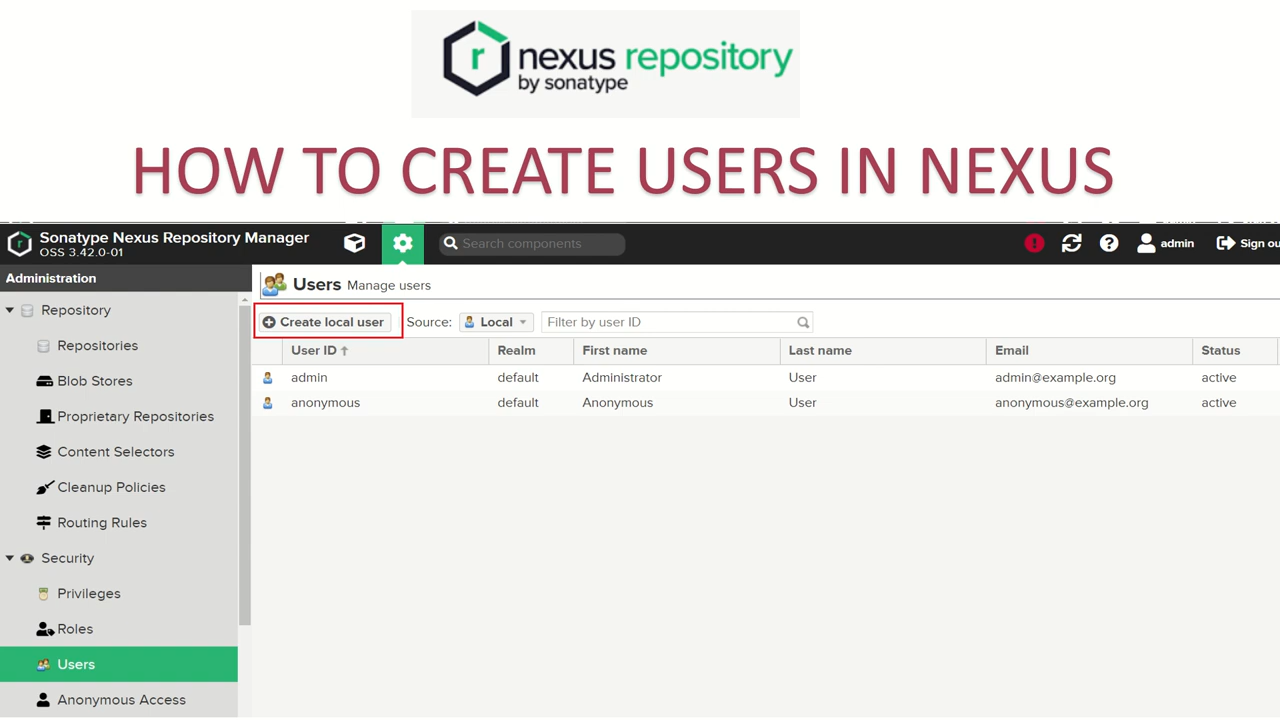 r
nexus repository
by sonatype
HOW TO CREATE USERS IN NEXUS
r
Sonatype Nexus Repository Manager
OSS 3.42.0-01
Search components
admin
Sign ou
Administration
Users Manage users
Repository
Create local user Source: Local Filter by user ID
Repositories
User ID Realm First name Last name Email Status
Blob Stores
admin default Administrator User admin@example.org active
anonymous default Anonymous User anonymous@example.org active
Proprietary Repositories
Content Selectors
Cleanup Policies
Routing Rules
Security
Privileges
Roles
Users
Anonymous Access